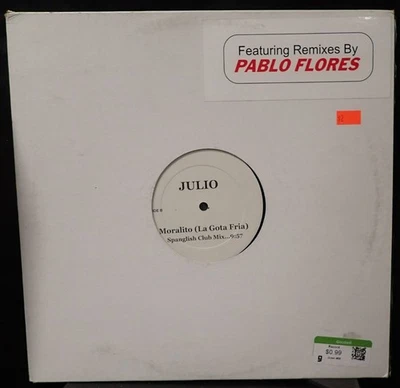 Featuring Remixes By
PABLO FLORES
N
JULIO
Moralito (La Gota Fria)
Spanglish Club Mix...9:57
$0.99
g